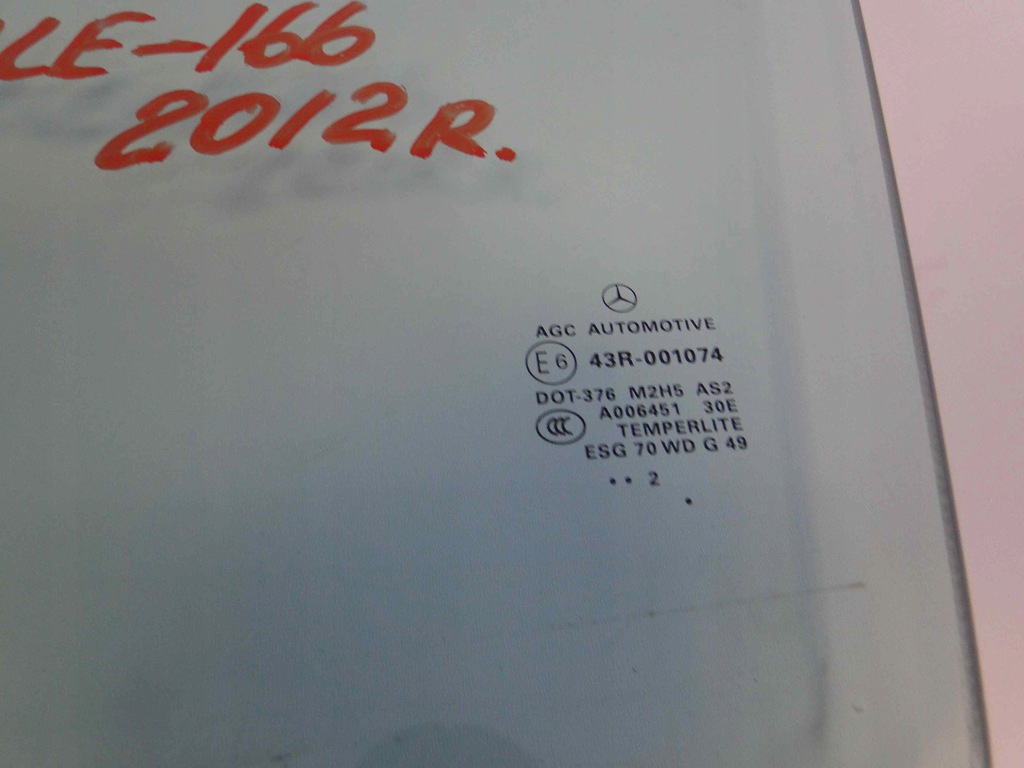 LE-166
2012R.
AGC AUTOMOTIVE
E6 43R-001074
DOT-376 M2H5 AS2
A006451 30E
CCC TEMPERLITE
ESG 70 WD G 49
•• 2
•